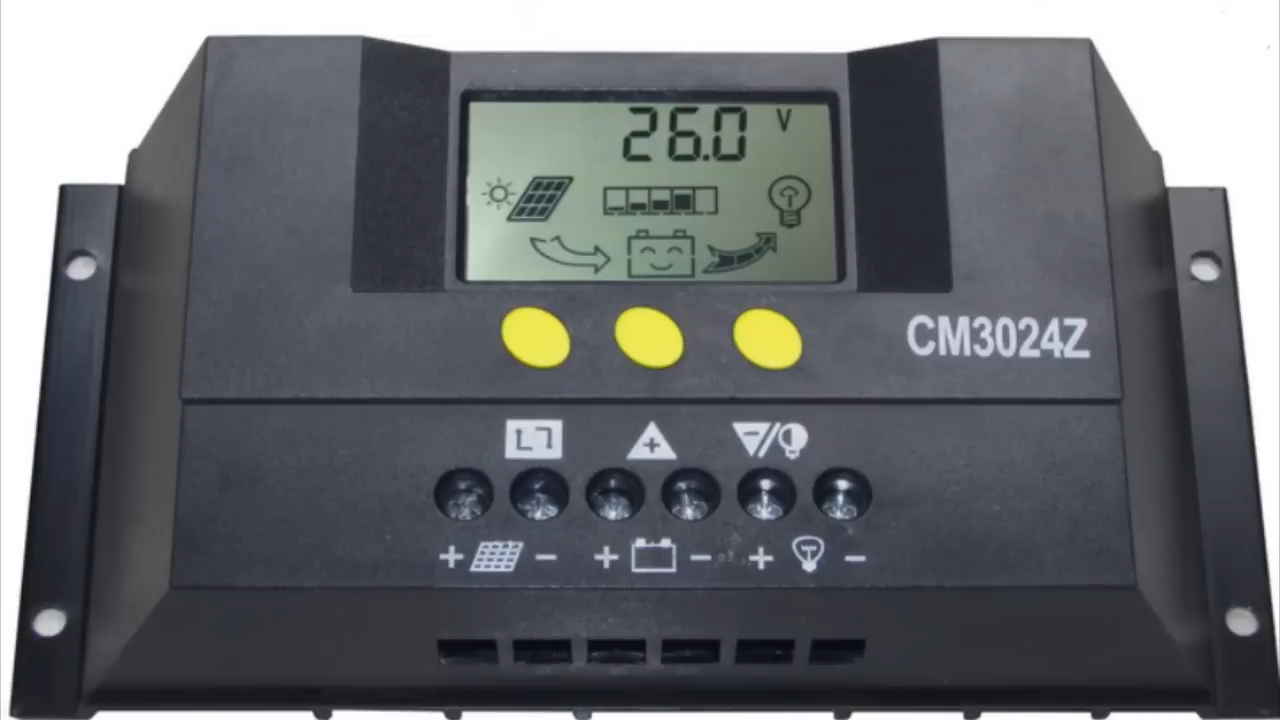 26.0 V
CM3024Z
+ - + - + -